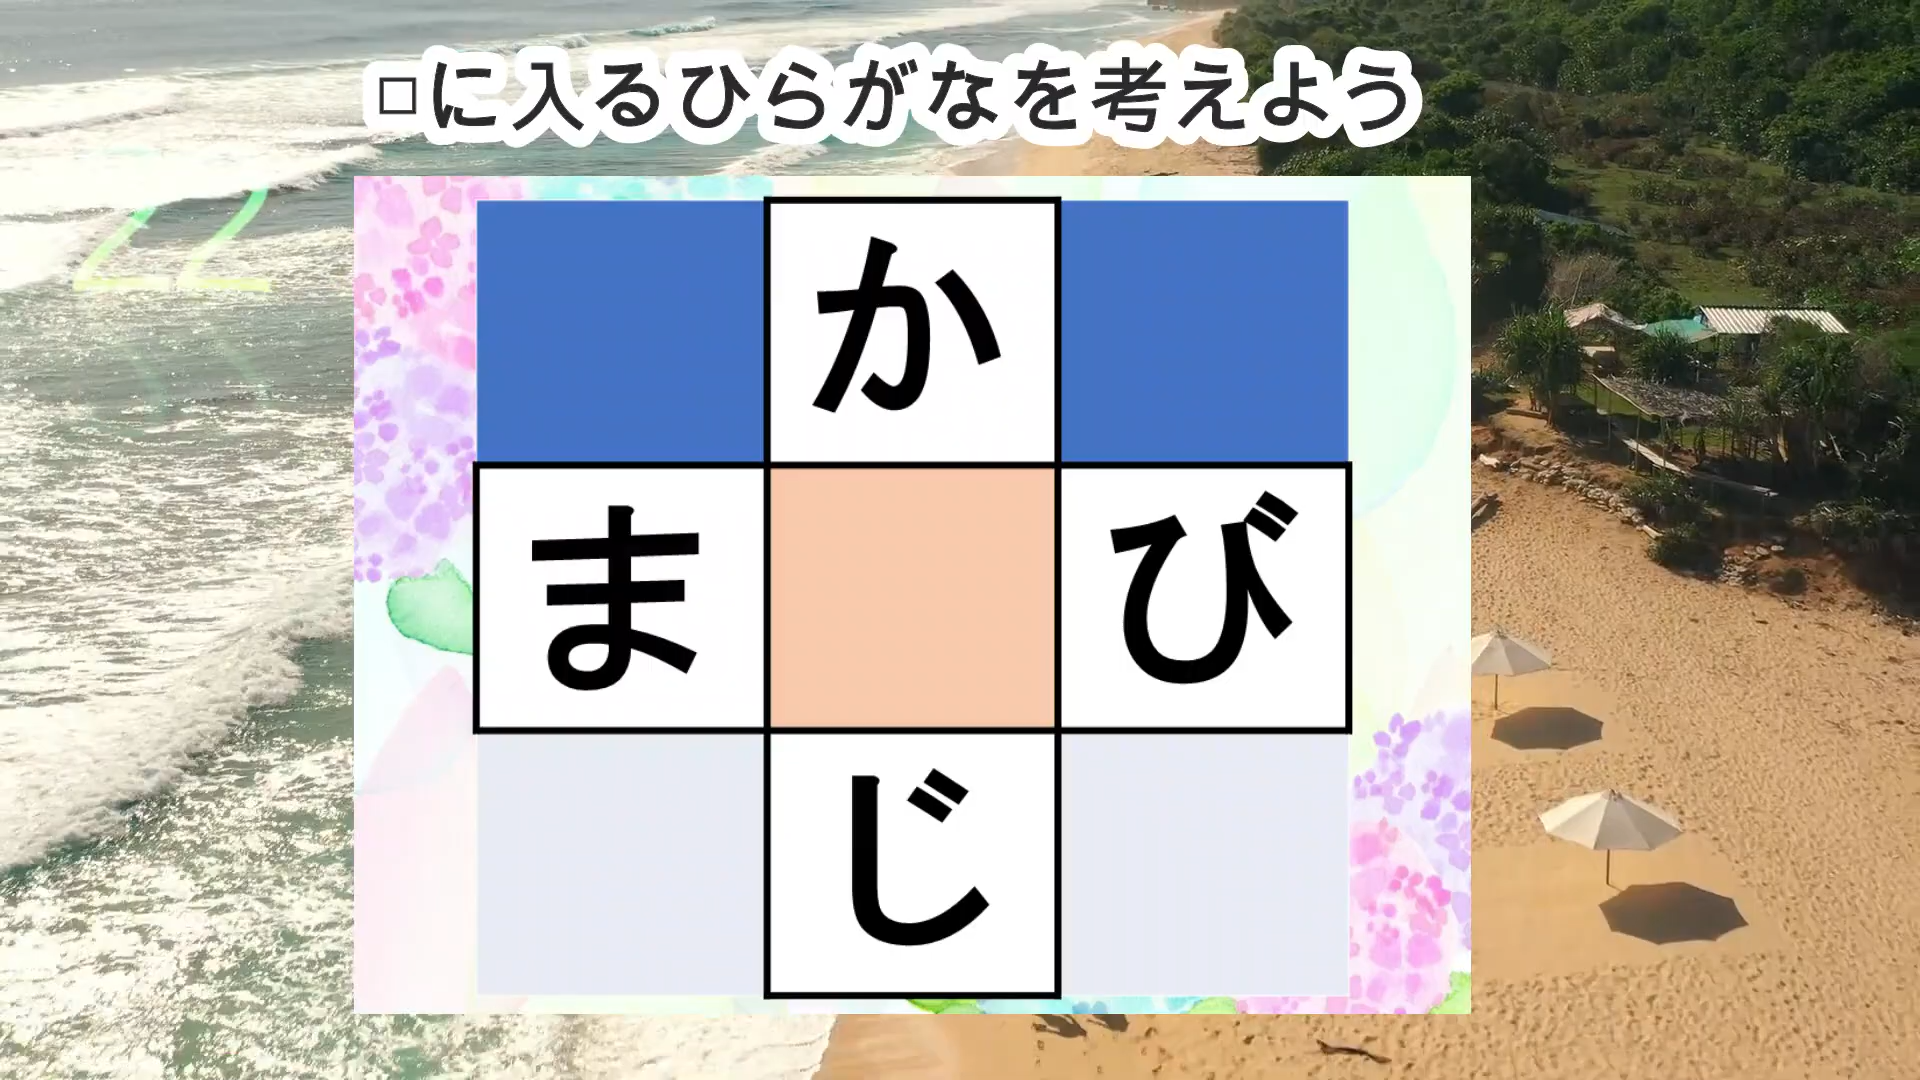 □に入るひらがなを考えよう
か
ま び
じ